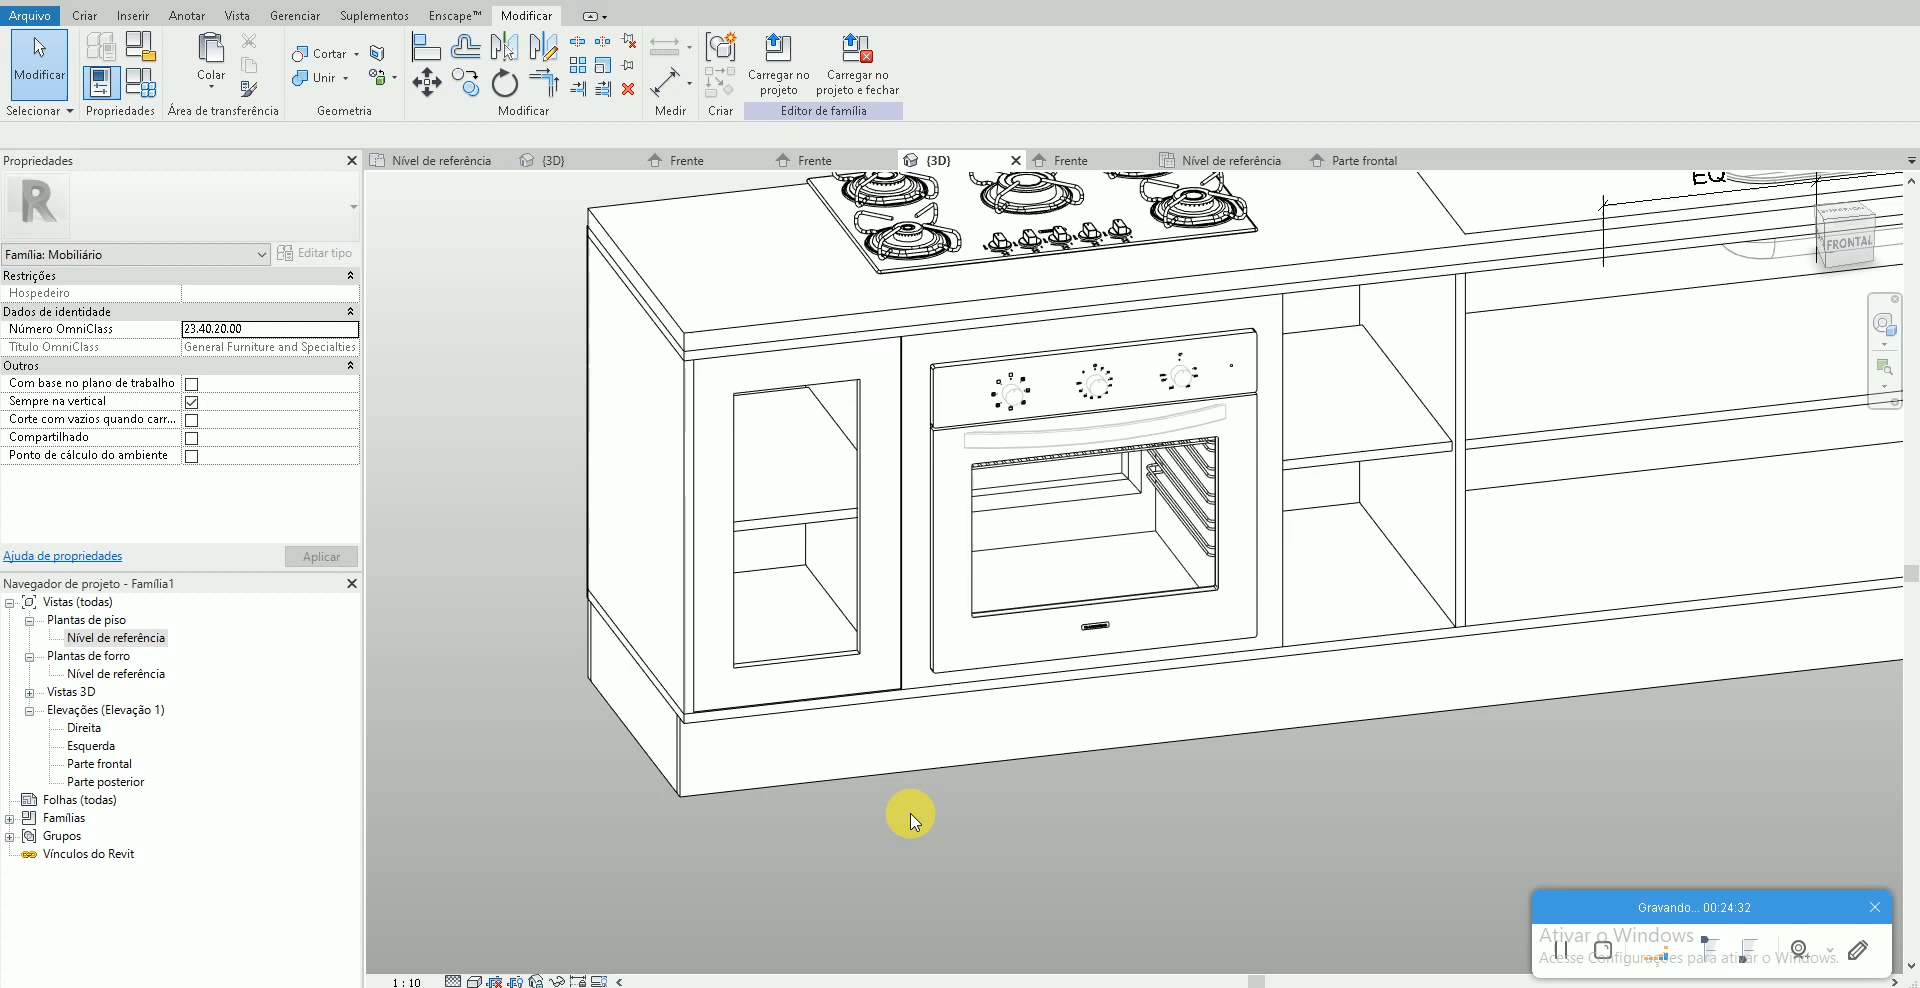 Arquivo Criar Inserir Anotar Vista Gerenciar Suplementos Enscape™ Modificar
Modificar Colar Cortar Unir Carregar no projeto Carregar no projeto e fechar
Selecionar Propriedades Área de transferência Geometria Modificar Medir Criar Editor de família
Propriedades
Nível de referência {3D} Frente Frente {3D} Frente Nível de referência Parte frontal
R
Família: Mobiliário Editar tipo
Restrições
Hospedeiro
Dados de identidade
Número OmniClass 23.40.20.00
Título OmniClass General Furniture and Specialties
Outros
Com base no plano de trabalho
Sempre na vertical
Corte com vazios quando carr...
Compartilhado
Ponto de cálculo do ambiente
Ajuda de propriedades Aplicar
Navegador de projeto - Família1
Vistas (todas)
Plantas de piso
Nível de referência
Plantas de forro
Nível de referência
Vistas 3D
Elevações (Elevação 1)
Direita
Esquerda
Parte frontal
Parte posterior
Folhas (todas)
Famílias
Grupos
Vínculos do Revit
EQ
SUPERIOR
FRONTAL
Gravando... 00:24:32
Ativar o Windows
Acesse Configurações para ativar o Windows.
1 : 10